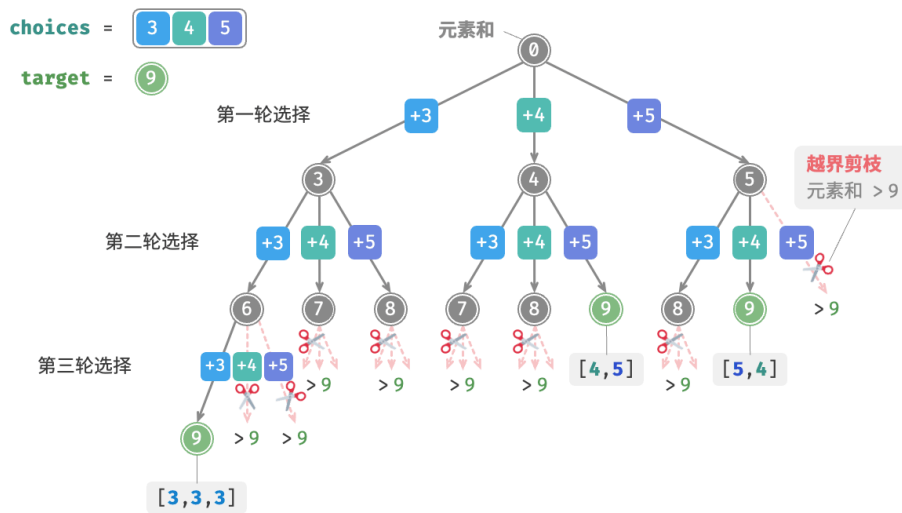 choices = 3 4 5
元素和
0
target = 9
第一轮选择
+3 +4 +5
越界剪枝
元素和 > 9
3 4 5
第二轮选择
+3 +4 +5 +3 +4 +5 +3 +4 +5
6 7 8 7 8 9 8 9 > 9
第三轮选择
+3 +4 +5
> 9 > 9 > 9 > 9 [4,5] > 9 [5,4]
9 > 9 > 9
[3,3,3]